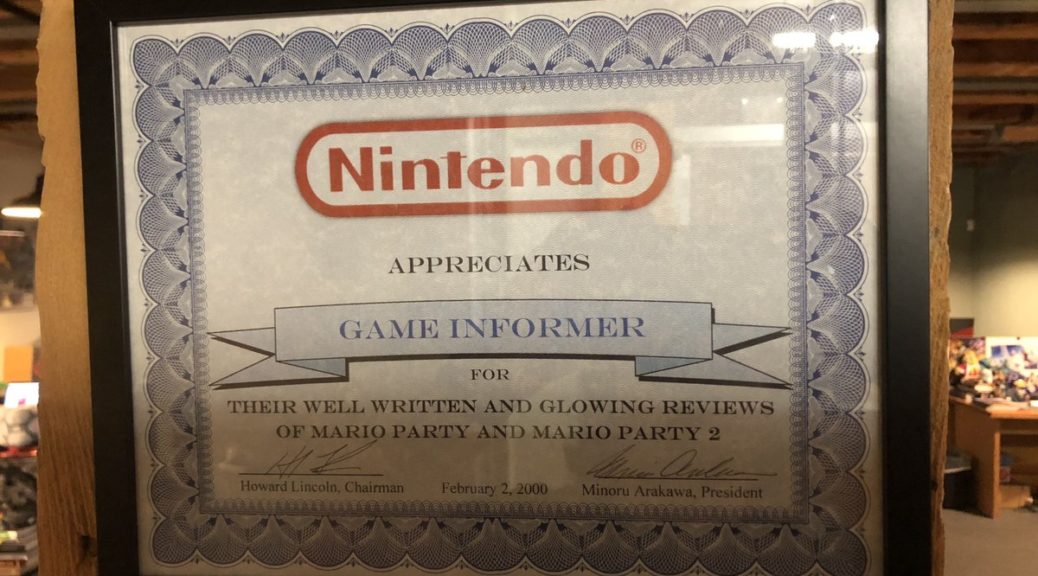 Nintendo®
APPRECIATES
GAME INFORMER
FOR
THEIR WELL WRITTEN AND GLOWING REVIEWS
OF MARIO PARTY AND MARIO PARTY 2
Howard Lincoln, Chairman February 2, 2000 Minoru Arakawa, President